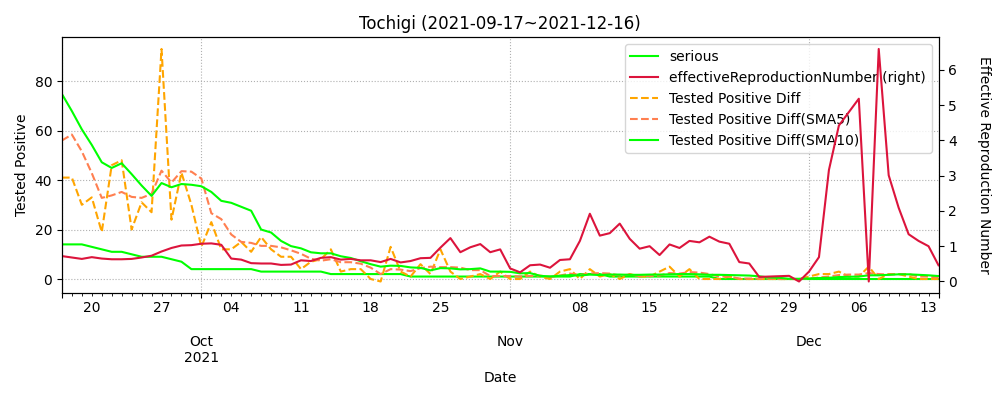 Tochigi (2021-09-17~2021-12-16)
serious
effectiveReproductionNumber (right)
Tested Positive Diff
Tested Positive Diff(SMA5)
Tested Positive Diff(SMA10)
Tested Positive
80
60
40
20
0
Effective Reproduction Number
6
5
4
3
2
1
0
20 27 04 11 18 25 08 15 22 29 06 13
Oct Nov Dec
2021
Date